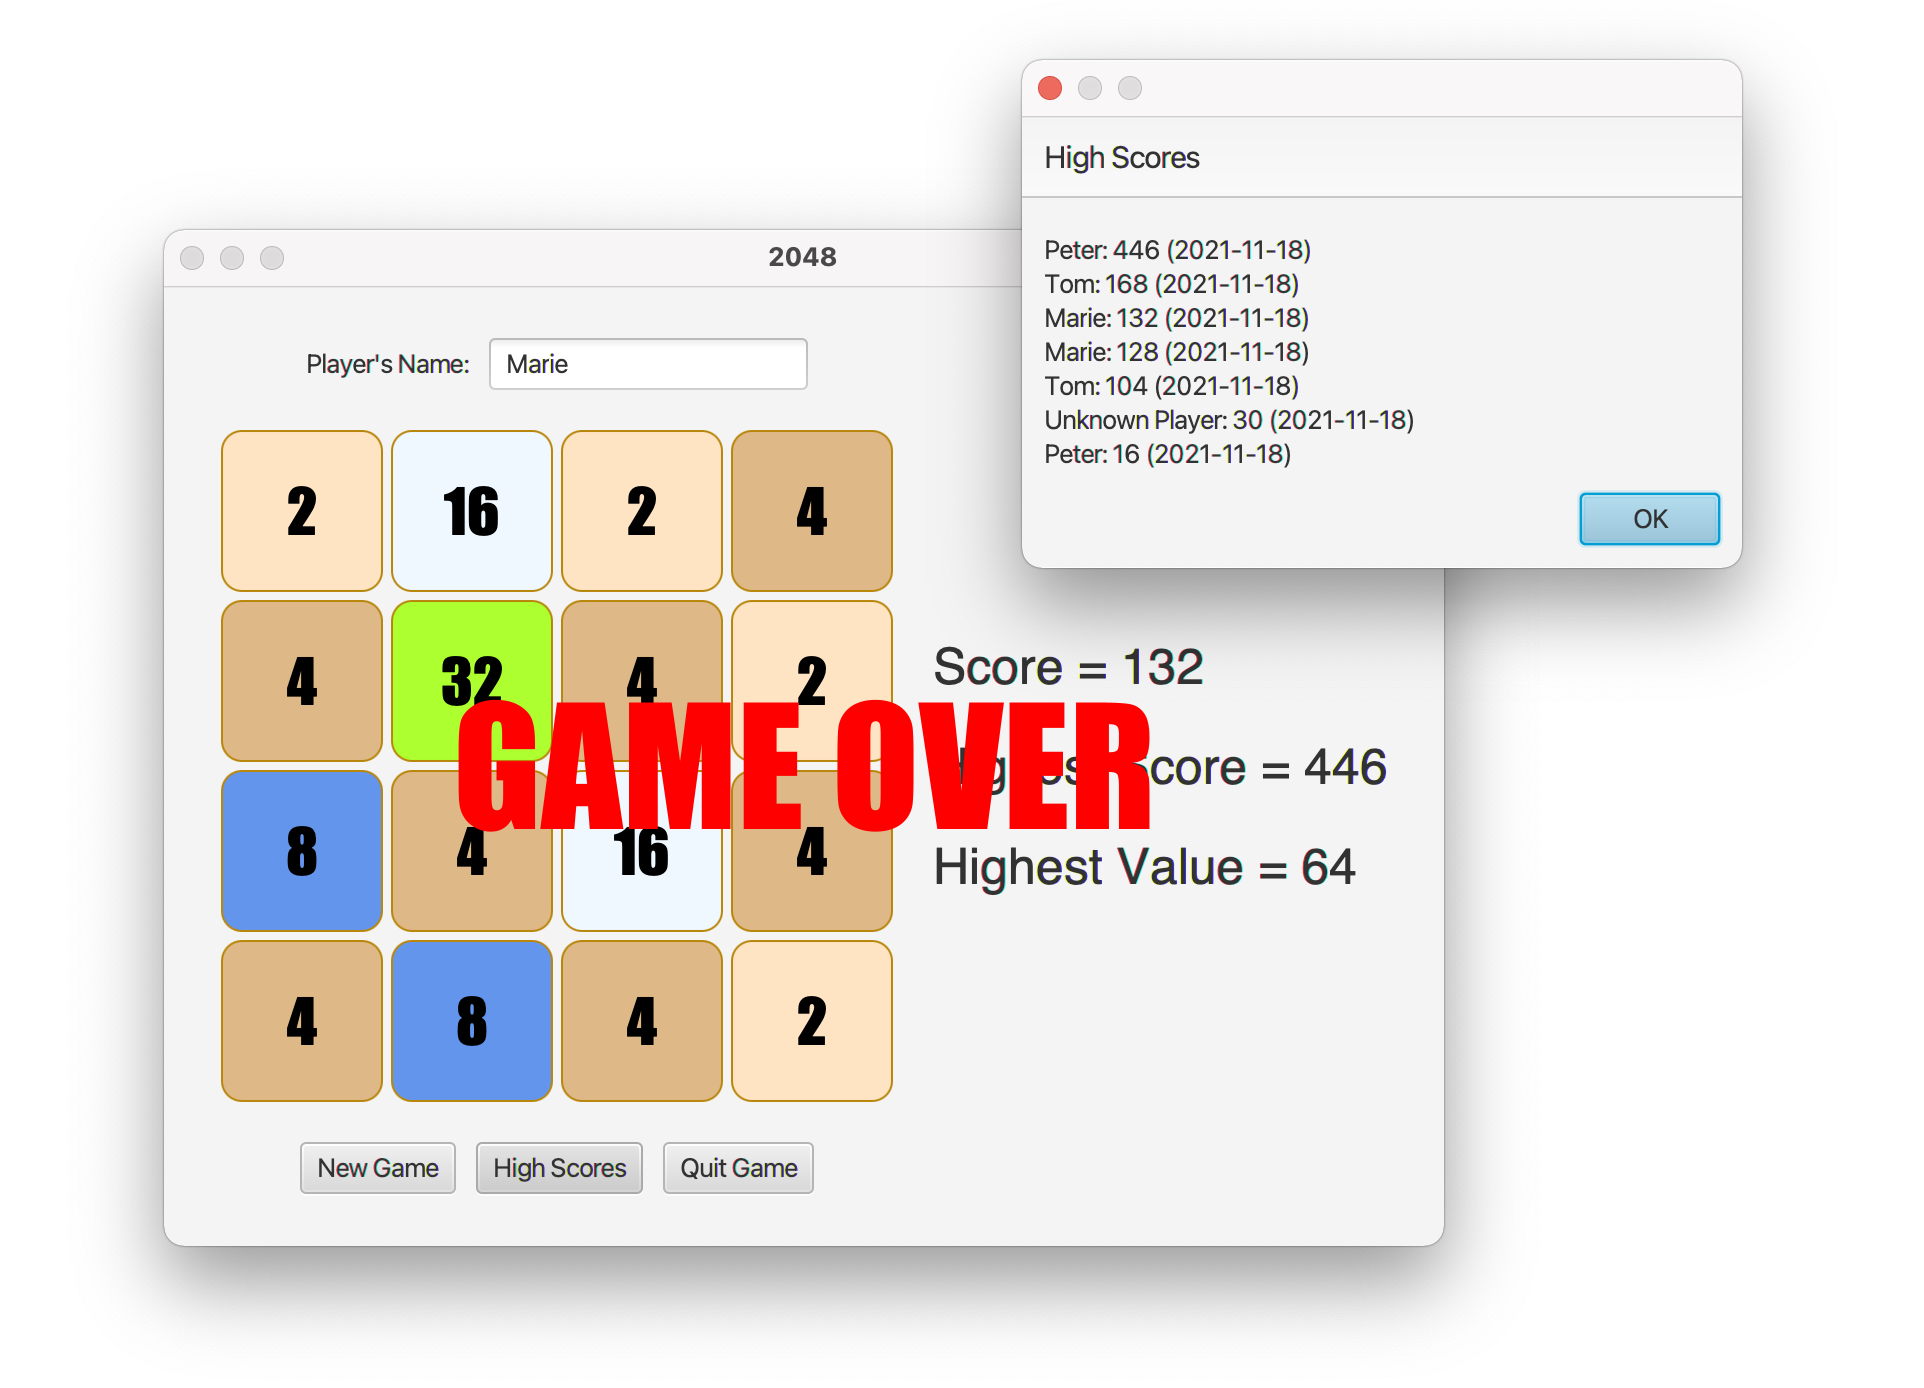 High Scores
Peter: 446 (2021-11-18)
Tom: 168 (2021-11-18)
Marie: 132 (2021-11-18)
Marie: 128 (2021-11-18)
Tom: 104 (2021-11-18)
Unknown Player: 30 (2021-11-18)
Peter: 16 (2021-11-18)
OK
2048
Player's Name: Marie
2 16 2 4
4 32 4 2
Score = 132
GAME OVER
Highest Score = 446
8 4 16 4
Highest Value = 64
4 8 4 2
New Game High Scores Quit Game